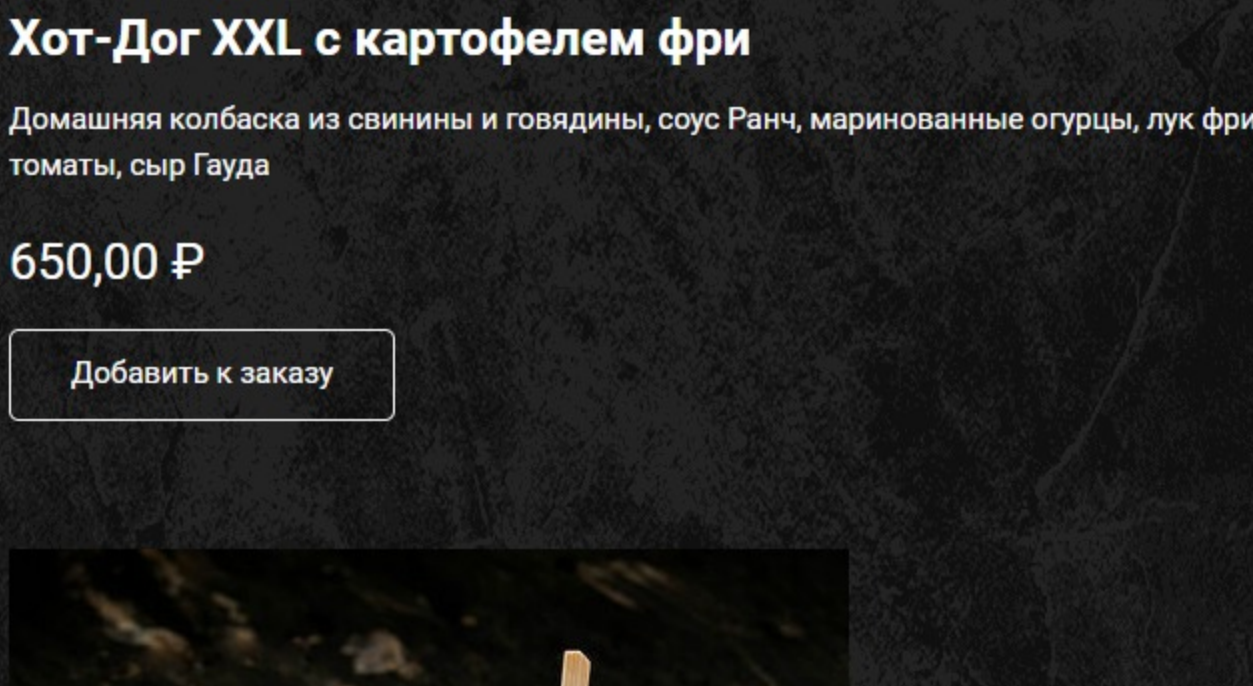 Хот-Дог XXL с картофелем фри
Домашняя колбаска из свинины и говядины, соус Ранч, маринованные огурцы, лук фри
томаты, сыр Гауда
650,00 ₽
Добавить к заказу